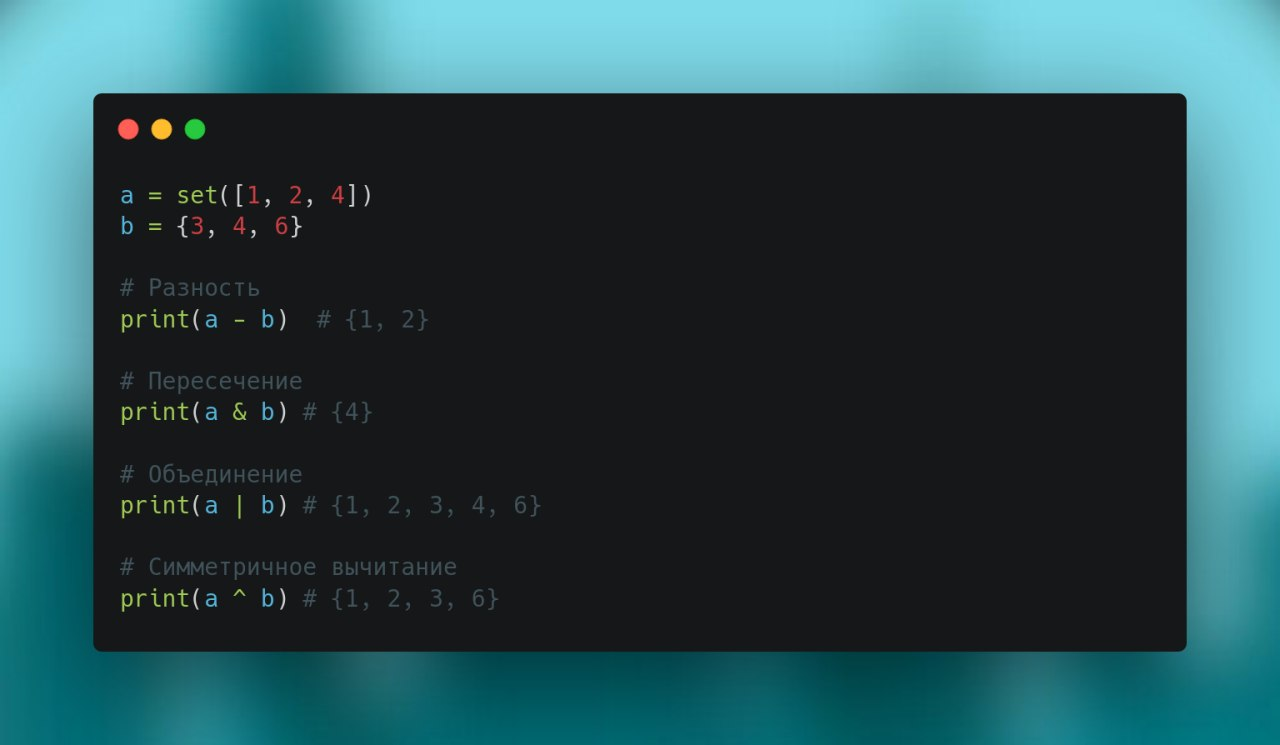 a = set([1, 2, 4])
b = {3, 4, 6}
# Разность
print(a - b)  # {1, 2}
# Пересечение
print(a & b) # {4}
# Объединение
print(a | b) # {1, 2, 3, 4, 6}
# Симметричное вычитание
print(a ^ b) # {1, 2, 3, 6}